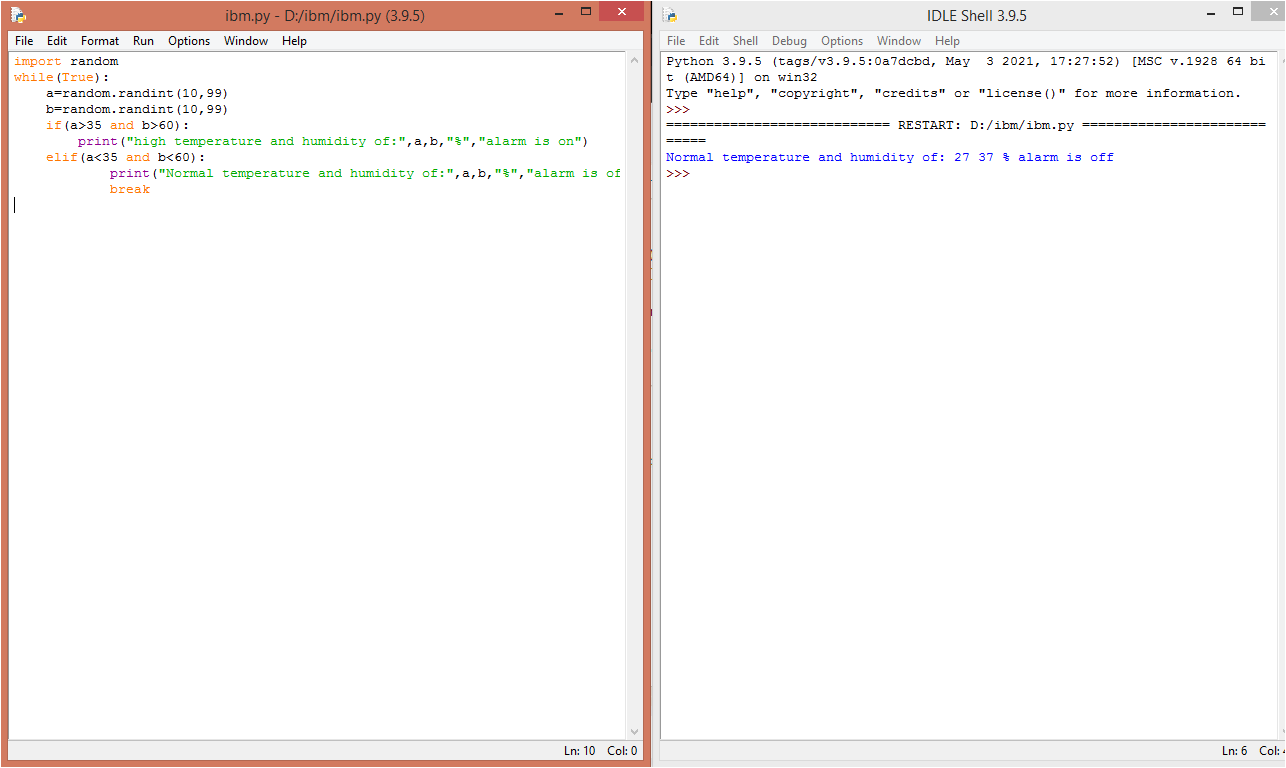 ibm.py - D:/ibm/ibm.py (3.9.5)
File Edit Format Run Options Window Help
import random
while(True):
    a=random.randint(10,99)
    b=random.randint(10,99)
    if(a>35 and b>60):
        print("high temperature and humidity of:",a,b,"%","alarm is on")
    elif(a<35 and b<60):
            print("Normal temperature and humidity of:",a,b,"%","alarm is of
            break
Ln: 10 Col: 0
IDLE Shell 3.9.5
File Edit Shell Debug Options Window Help
Python 3.9.5 (tags/v3.9.5:0a7dcbd, May  3 2021, 17:27:52) [MSC v.1928 64 bi
t (AMD64)] on win32
Type "help", "copyright", "credits" or "license()" for more information.
>>>
============================ RESTART: D:/ibm/ibm.py =======================
=====
Normal temperature and humidity of: 27 37 % alarm is off
>>>
Ln: 6 Col: